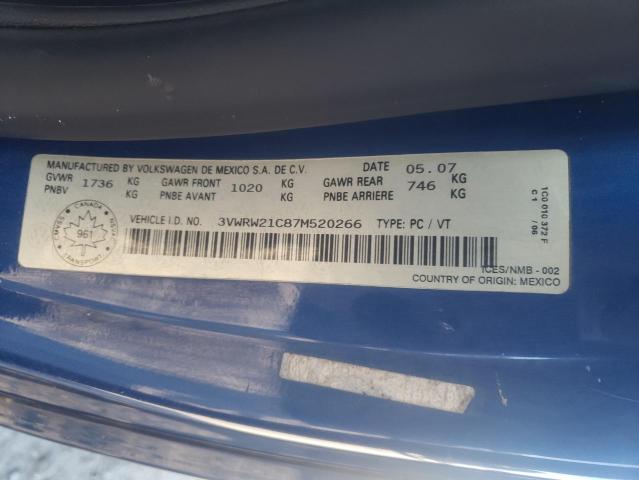 MANUFACTURED BY VOLKSWAGEN DE MEXICO S.A. DE C.V. DATE 05.07
GVWR 1736 KG GAWR FRONT 1020 KG GAWR REAR 746 KG
PNBV KG PNBE AVANT KG PNBE ARRIERE KG
VEHICLE I.D. NO. 3VWRW21C87M520266 TYPE: PC / VT
CANADA
961
ICES/NMB - 002
COUNTRY OF ORIGIN: MEXICO
1C0 010 372 F
C 1 / 06